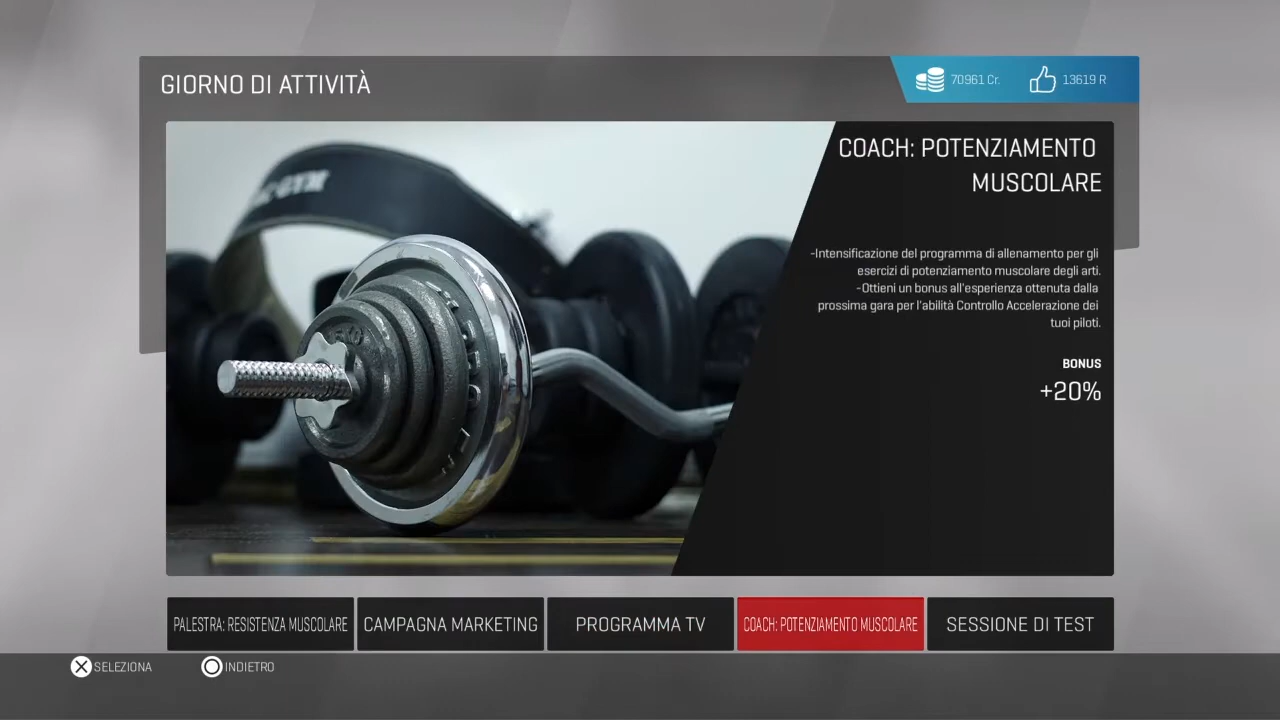 GIORNO DI ATTIVITÀ
70961 Cr.
13619 R
COACH: POTENZIAMENTO
MUSCOLARE
-Intensificazione del programma di allenamento per gli
esercizi di potenziamento muscolare degli arti.
-Ottieni un bonus all'esperienza ottenuta dalla
prossima gara per l'abilità Controllo Accelerazione dei
tuoi piloti.
BONUS
+20%
PALESTRA: RESISTENZA MUSCOLARE
CAMPAGNA MARKETING
PROGRAMMA TV
COACH: POTENZIAMENTO MUSCOLARE
SESSIONE DI TEST
SELEZIONA
INDIETRO